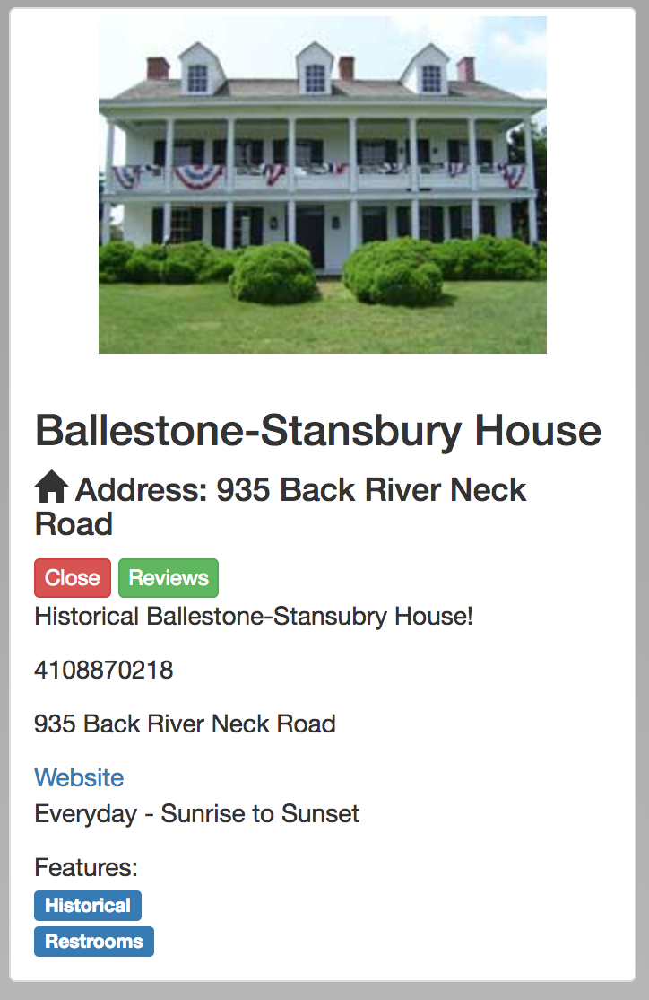 Ballestone-Stansbury House
Address: 935 Back River Neck
Road
Close Reviews
Historical Ballestone-Stansubry House!
4108870218
935 Back River Neck Road
Website
Everyday - Sunrise to Sunset
Features:
Historical
Restrooms